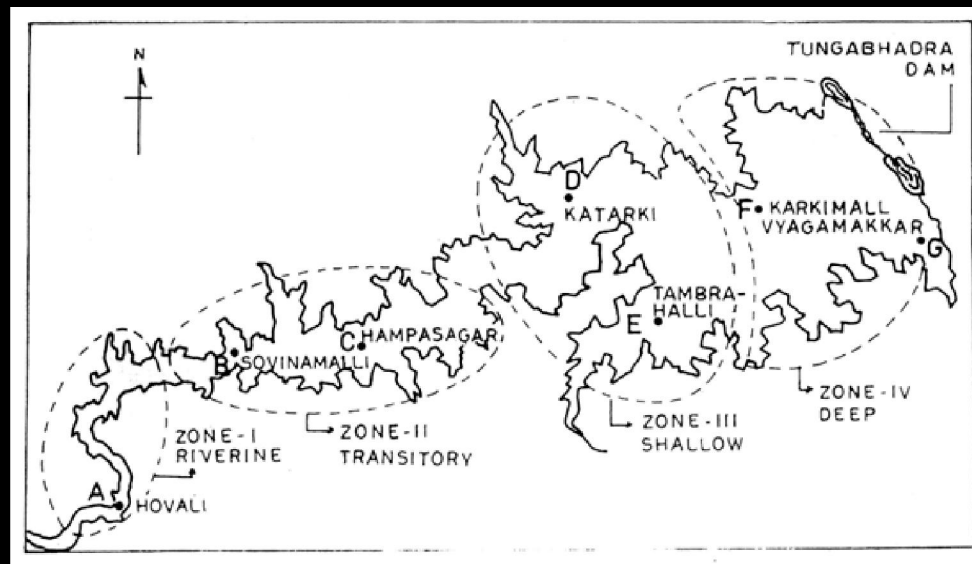 TUNGABHADRA
DAM
N
D
KATARKI
F
KARKIMALL
VYAGAMAKKAR
G
TAMBRA-
HALLI
E
C
HAMPASAGAR
B
SOVINAMALLI
ZONE-IV
DEEP
ZONE-III
SHALLOW
ZONE-II
TRANSITORY
ZONE-I
RIVERINE
A
HOVALI